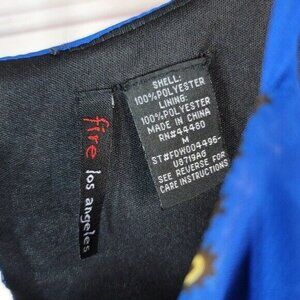 fire los angeles
SHELL:
100%POLYESTER
LINING:
100%POLYESTER
MADE IN CHINA
RN#44460
M
ST#FDW004496-
U8719AG
SEE REVERSE FOR
CARE INSTRUCTIONS